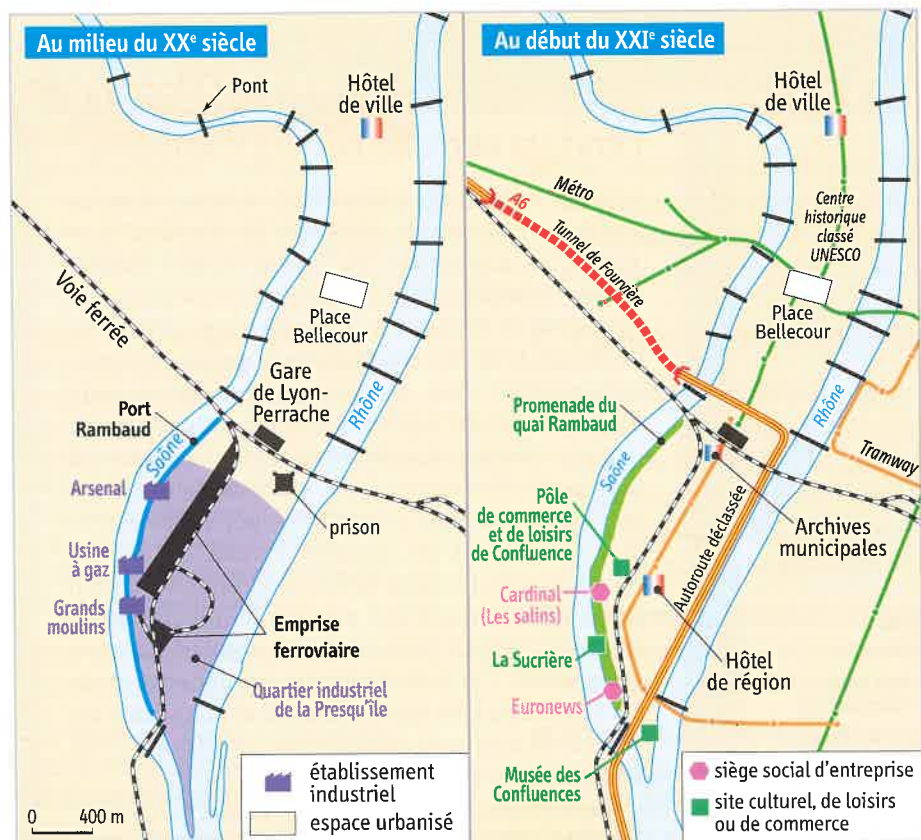 Au milieu du XXe siècle
Pont
Hôtel
de ville
Voie ferrée
Place
Bellecour
Gare
de Lyon-
Perrache
Rhône
Port
Rambaud
Saône
Arsenal
prison
Usine
à gaz
Grands
moulins
Emprise
ferroviaire
Quartier industriel
de la Presqu'île
0 400 m
établissement
industriel
espace urbanisé
Au début du XXIe siècle
Hôtel
de ville
Métro
A6
Tunnel de Fourvière
Centre
historique
classé
UNESCO
Place
Bellecour
Rhône
Promenade du
quai Rambaud
Saône
Tramway
Pôle
de commerce
et de loisirs
de Confluence
Archives
municipales
Autoroute déclassée
Cardinal
(Les salins)
La Sucrière
Hôtel
de région
Euronews
Musée des
Confluences
siège social d'entreprise
site culturel, de loisirs
ou de commerce